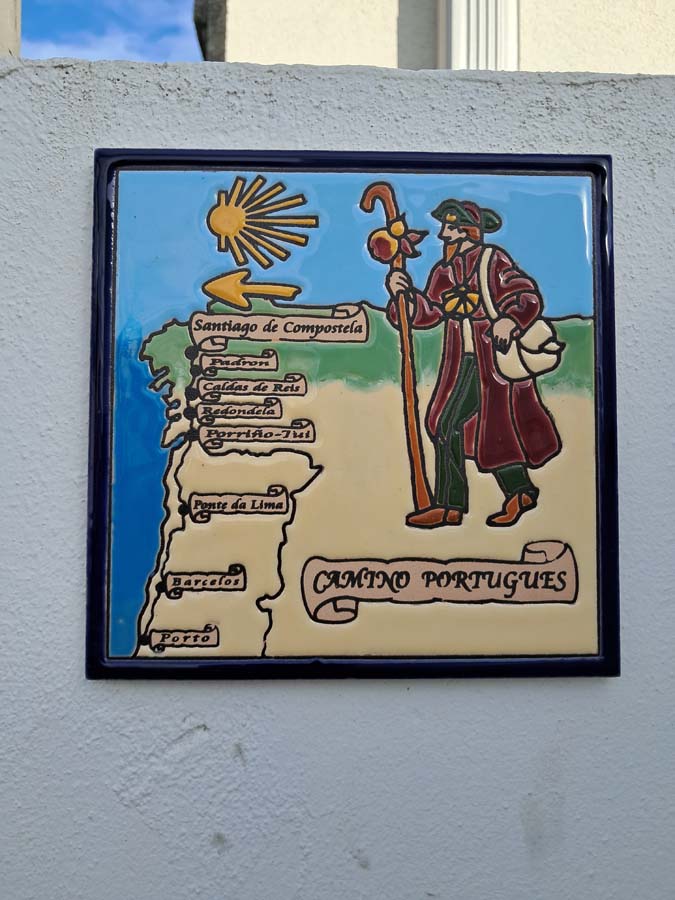 Santiago de Compostela
Padron
Caldas de Reis
Redondela
Porriño-Tui
Ponte da Lima
Barcelos
Porto
CAMINO PORTUGUES